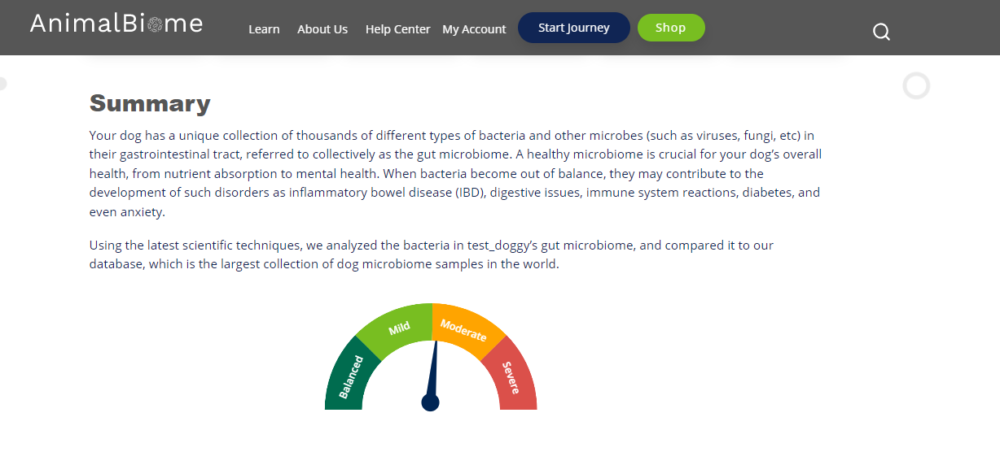 AnimalBiome
Learn
About Us
Help Center
My Account
Start Journey
Shop
Summary
Your dog has a unique collection of thousands of different types of bacteria and other microbes (such as viruses, fungi, etc) in
their gastrointestinal tract, referred to collectively as the gut microbiome. A healthy microbiome is crucial for your dog’s overall
health, from nutrient absorption to mental health. When bacteria become out of balance, they may contribute to the
development of such disorders as inflammatory bowel disease (IBD), digestive issues, immune system reactions, diabetes, and
even anxiety.
Using the latest scientific techniques, we analyzed the bacteria in test_doggy’s gut microbiome, and compared it to our
database, which is the largest collection of dog microbiome samples in the world.
Balanced
Mild
Moderate
Severe